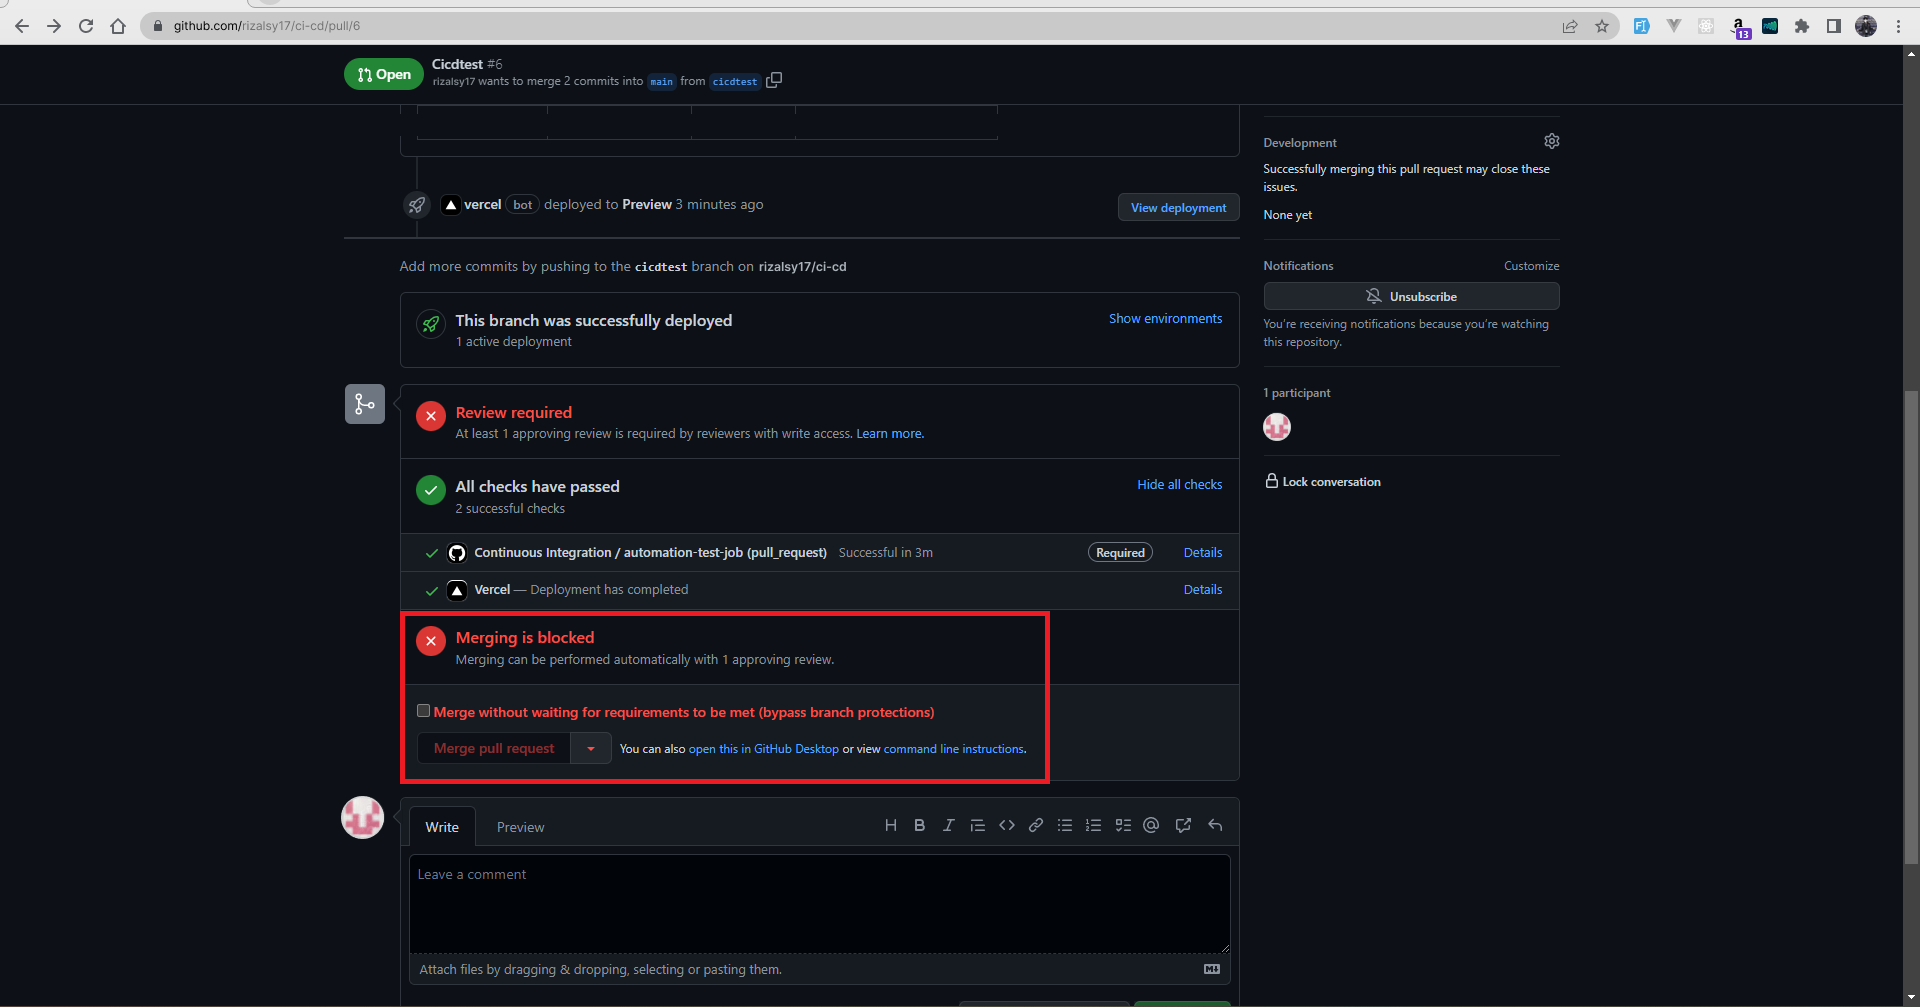 github.com/rizalsy17/ci-cd/pull/6
13
Open
Cicdtest #6
rizalsy17 wants to merge 2 commits into main from cicdtest
vercel bot deployed to Preview 3 minutes ago
View deployment
Add more commits by pushing to the cicdtest branch on rizalsy17/ci-cd
This branch was successfully deployed
1 active deployment
Show environments
Review required
At least 1 approving review is required by reviewers with write access. Learn more.
All checks have passed
2 successful checks
Hide all checks
Continuous Integration / automation-test-job (pull_request) Successful in 3m
Required
Details
Vercel — Deployment has completed
Details
Merging is blocked
Merging can be performed automatically with 1 approving review.
Merge without waiting for requirements to be met (bypass branch protections)
Merge pull request
You can also open this in GitHub Desktop or view command line instructions.
Write
Preview
H B I
Leave a comment
Attach files by dragging & dropping, selecting or pasting them.
Development
Successfully merging this pull request may close these
issues.
None yet
Notifications
Customize
Unsubscribe
You're receiving notifications because you're watching
this repository.
1 participant
Lock conversation